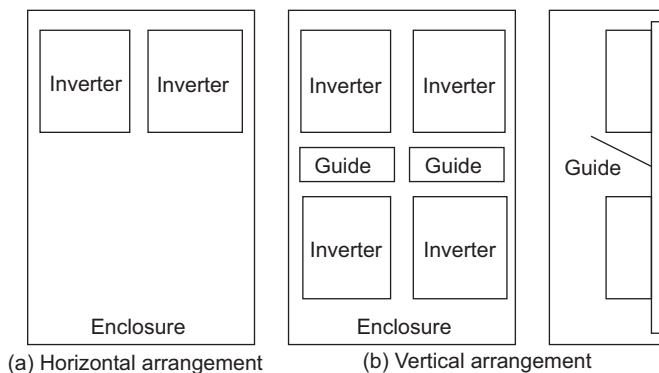 Inverter Inverter
Enclosure
(a) Horizontal arrangement
Inverter Inverter
Guide Guide
Inverter Inverter
Enclosure
Guide
(b) Vertical arrangement